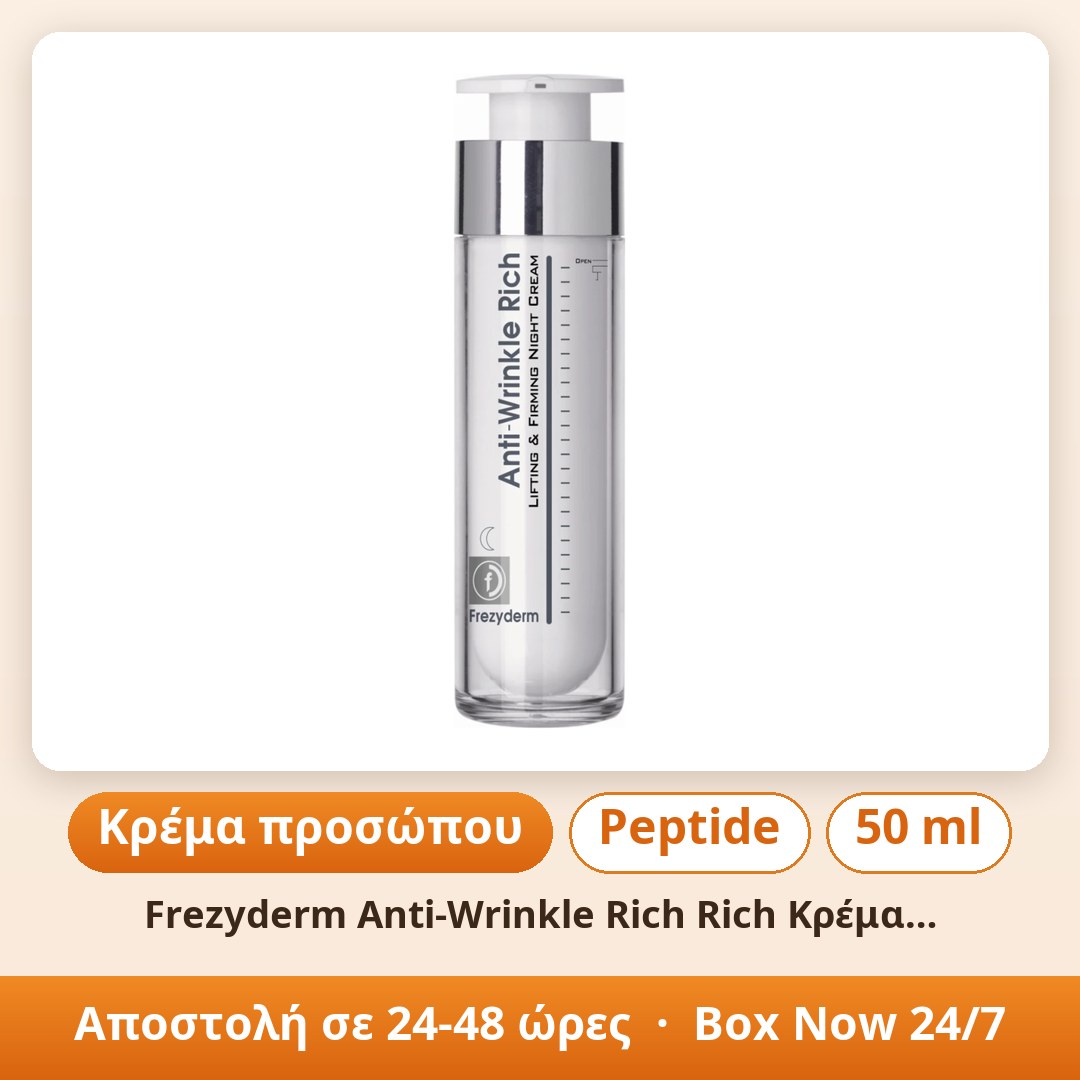 Open
Anti-Wrinkle Rich
Lifting & Firming Night Cream
f
Frezyderm
Κρέμα προσώπου
Peptide
50 ml
Frezyderm Anti-Wrinkle Rich Rich Κρέμα...
Αποστολή σε 24-48 ώρες · Box Now 24/7